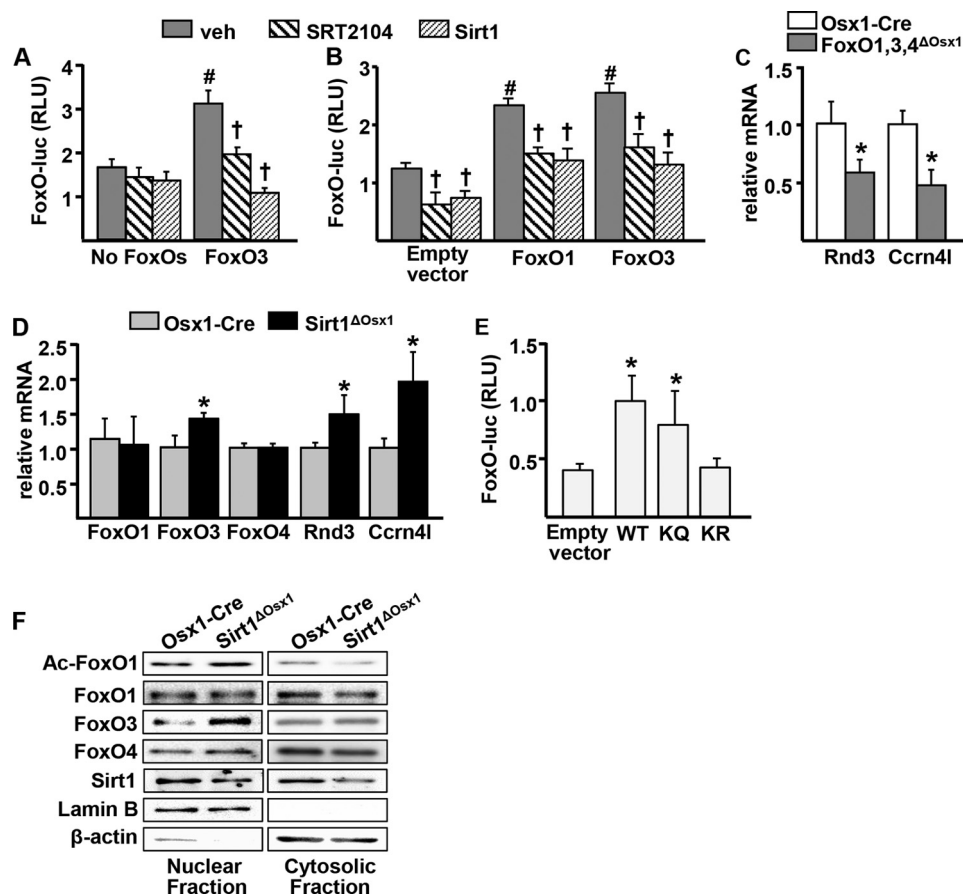 veh SRT2104 Sirt1
A
FoxO-luc (RLU)
4
3
2
1
#
†
†
No FoxOs FoxO3
B
FoxO-luc (RLU)
3
2
1
†
†
#
†
†
#
†
†
Empty vector FoxO1 FoxO3
Osx1-Cre
FoxO1,3,4ΔOsx1
C
relative mRNA
1.5
1.0
0.5
*
*
Rnd3 Ccrn4l
D
Osx1-Cre Sirt1ΔOsx1
relative mRNA
2.5
2.0
1.5
1.0
0.5
*
*
*
FoxO1 FoxO3 FoxO4 Rnd3 Ccrn4l
E
FoxO-luc (RLU)
1.5
1.0
0.5
*
*
Empty vector WT KQ KR
F
Osx1-Cre Sirt1ΔOsx1 Osx1-Cre Sirt1ΔOsx1
Ac-FoxO1
FoxO1
FoxO3
FoxO4
Sirt1
Lamin B
β-actin
Nuclear Fraction
Cytosolic Fraction